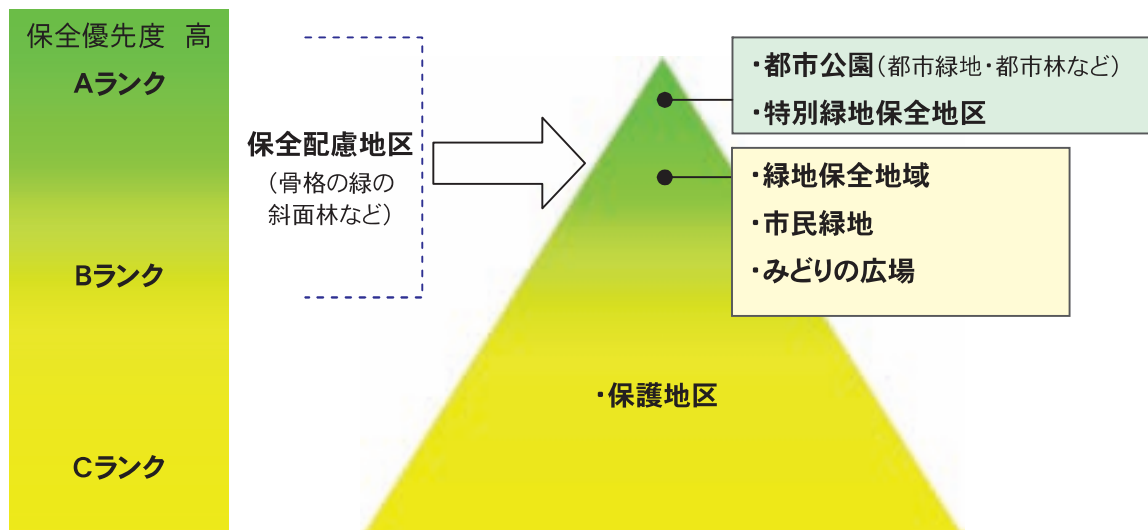 保全優先度 高
Aランク
Bランク
Cランク
保全配慮地区
（骨格の緑の
斜面林など）
・都市公園（都市緑地・都市林など）
・特別緑地保全地区
・緑地保全地域
・市民緑地
・みどりの広場
・保護地区